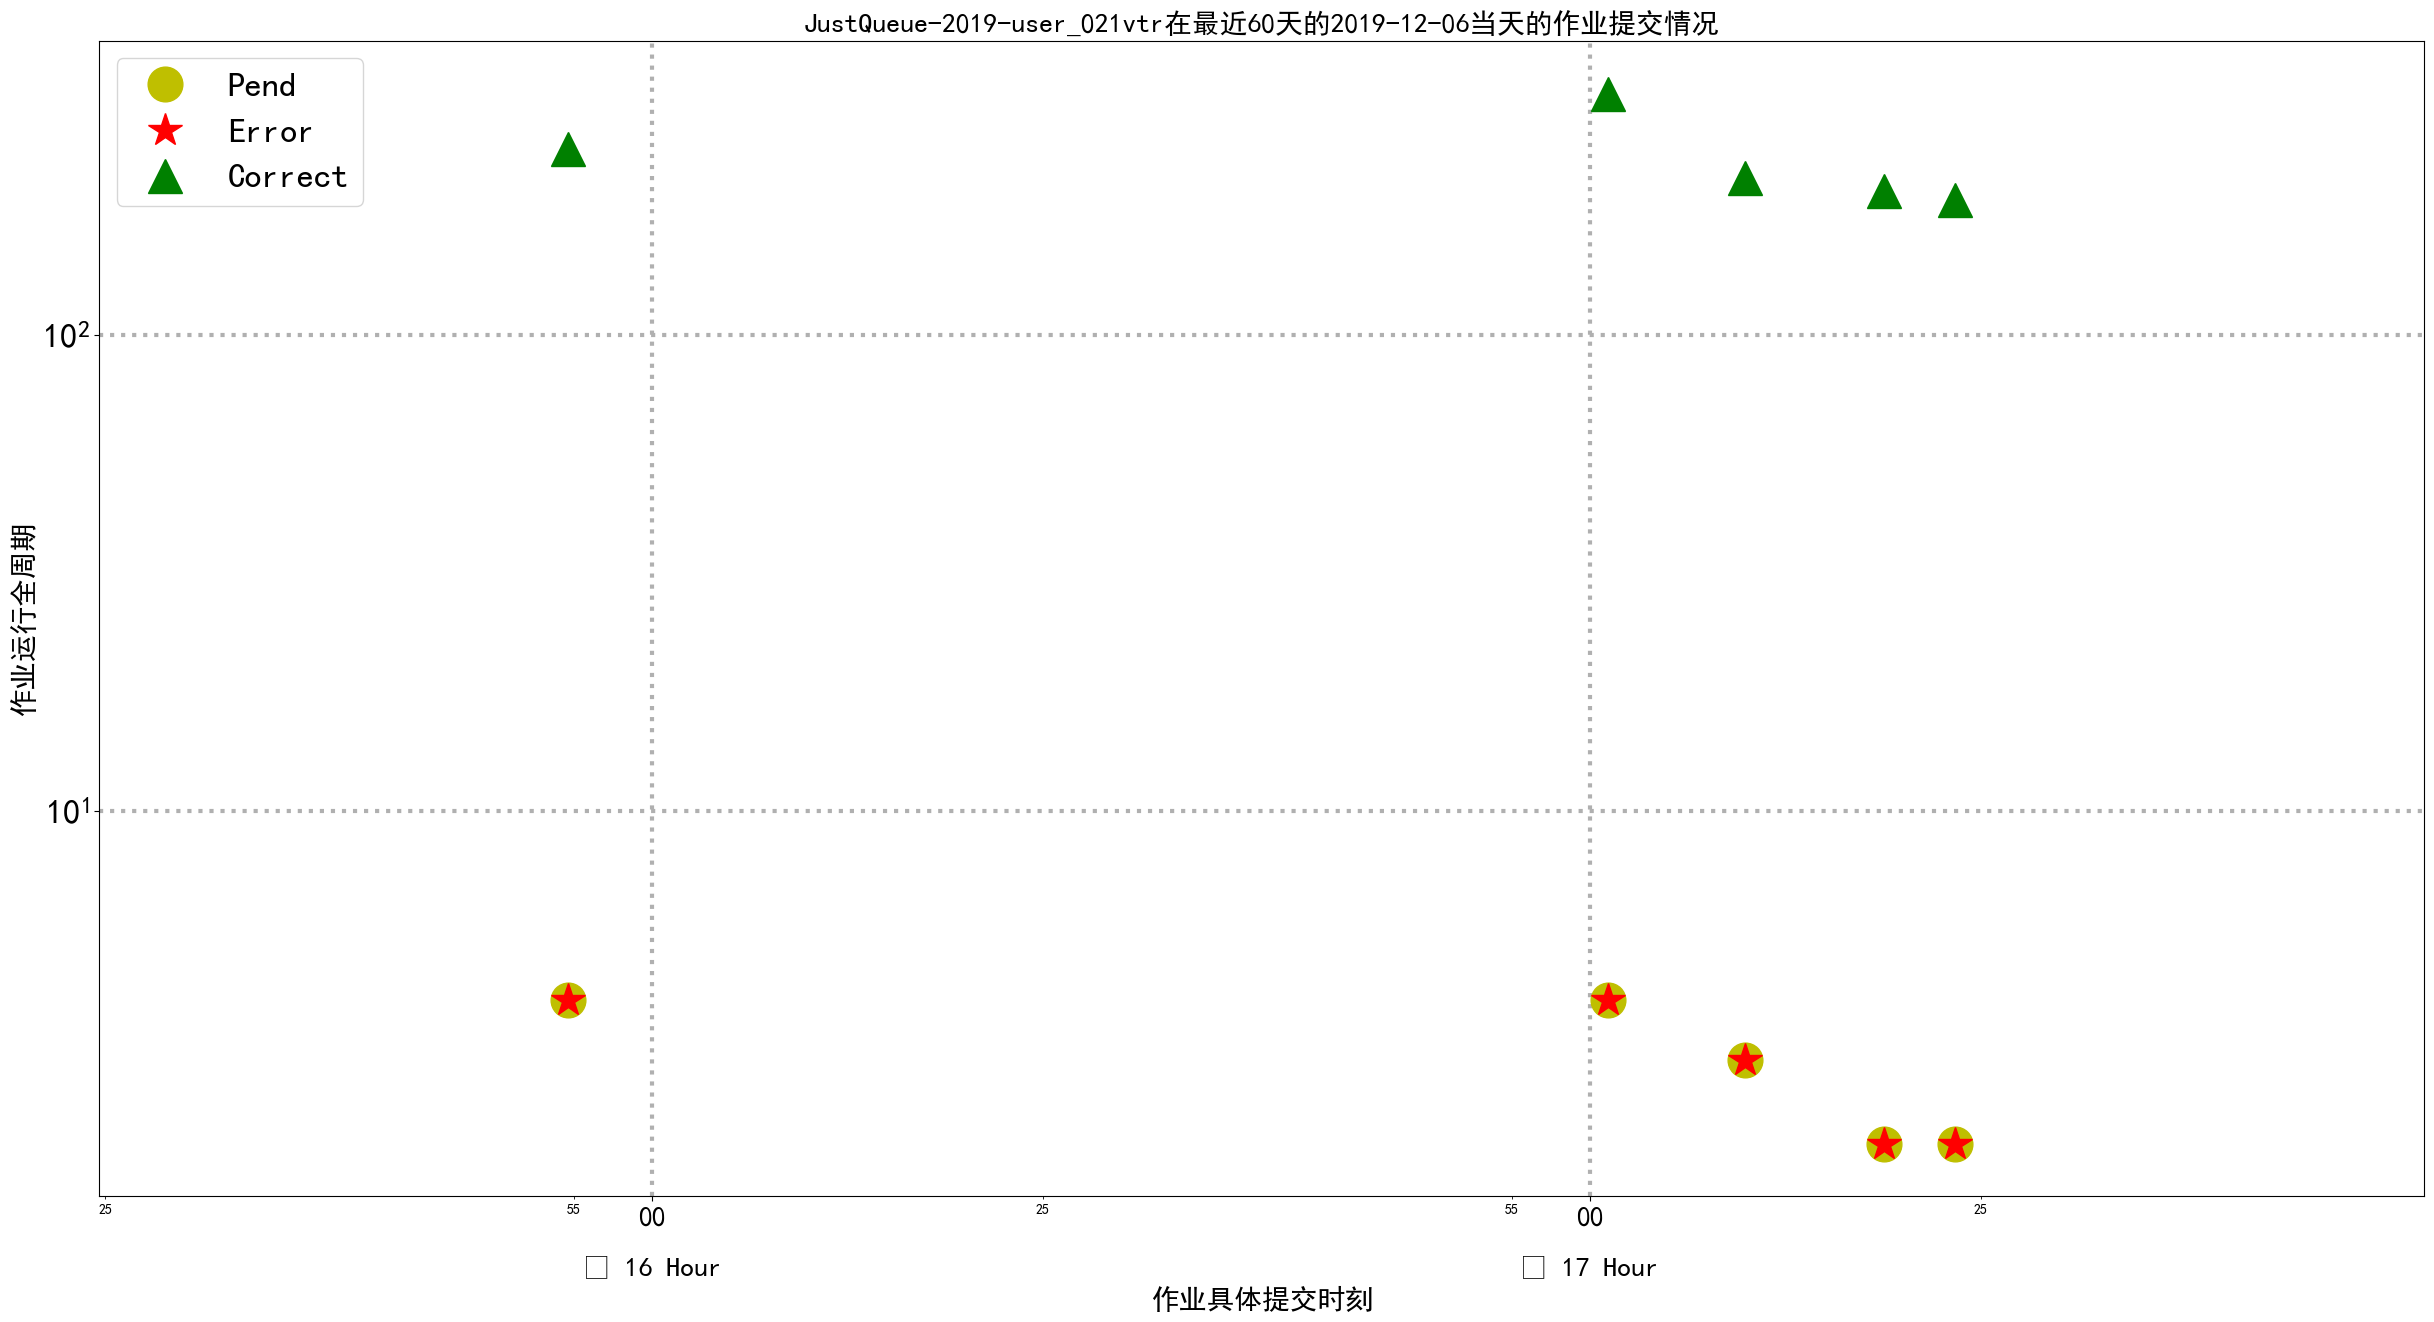 JustQueue-2019-user_021vtr在最近60天的2019-12-06当天的作业提交情况
Pend
Error
Correct
10²
10¹
作业运行全周期
25 55 00 25 55 00 25
16 Hour 17 Hour
作业具体提交时刻